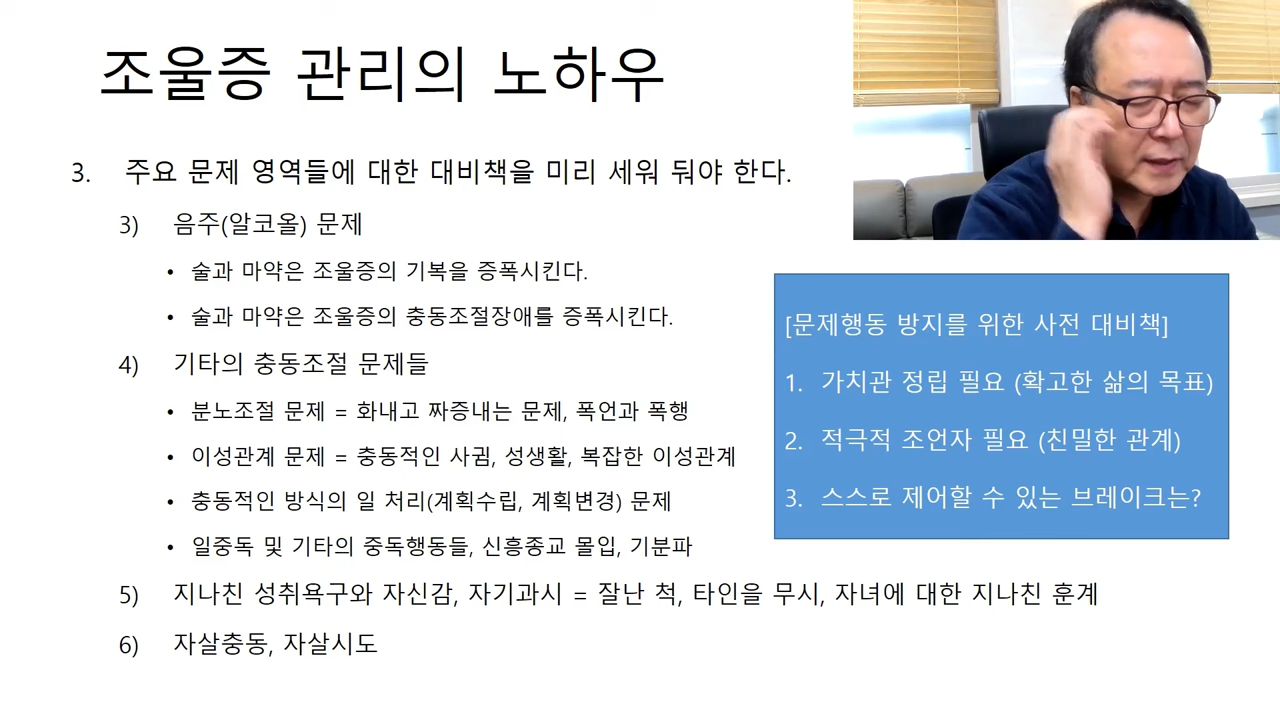 조울증 관리의 노하우
3. 주요 문제 영역들에 대한 대비책을 미리 세워 둬야 한다.
3) 음주(알코올) 문제
• 술과 마약은 조울증의 기복을 증폭시킨다.
• 술과 마약은 조울증의 충동조절장애를 증폭시킨다.
4) 기타의 충동조절 문제들
• 분노조절 문제 = 화내고 짜증내는 문제, 폭언과 폭행
• 이성관계 문제 = 충동적인 사귐, 성생활, 복잡한 이성관계
• 충동적인 방식의 일 처리(계획수립, 계획변경) 문제
• 일중독 및 기타의 중독행동들, 신흥종교 몰입, 기분파
5) 지나친 성취욕구와 자신감, 자기과시 = 잘난 척, 타인을 무시, 자녀에 대한 지나친 훈계
6) 자살충동, 자살시도
[문제행동 방지를 위한 사전 대비책]
1. 가치관 정립 필요 (확고한 삶의 목표)
2. 적극적 조언자 필요 (친밀한 관계)
3. 스스로 제어할 수 있는 브레이크는?